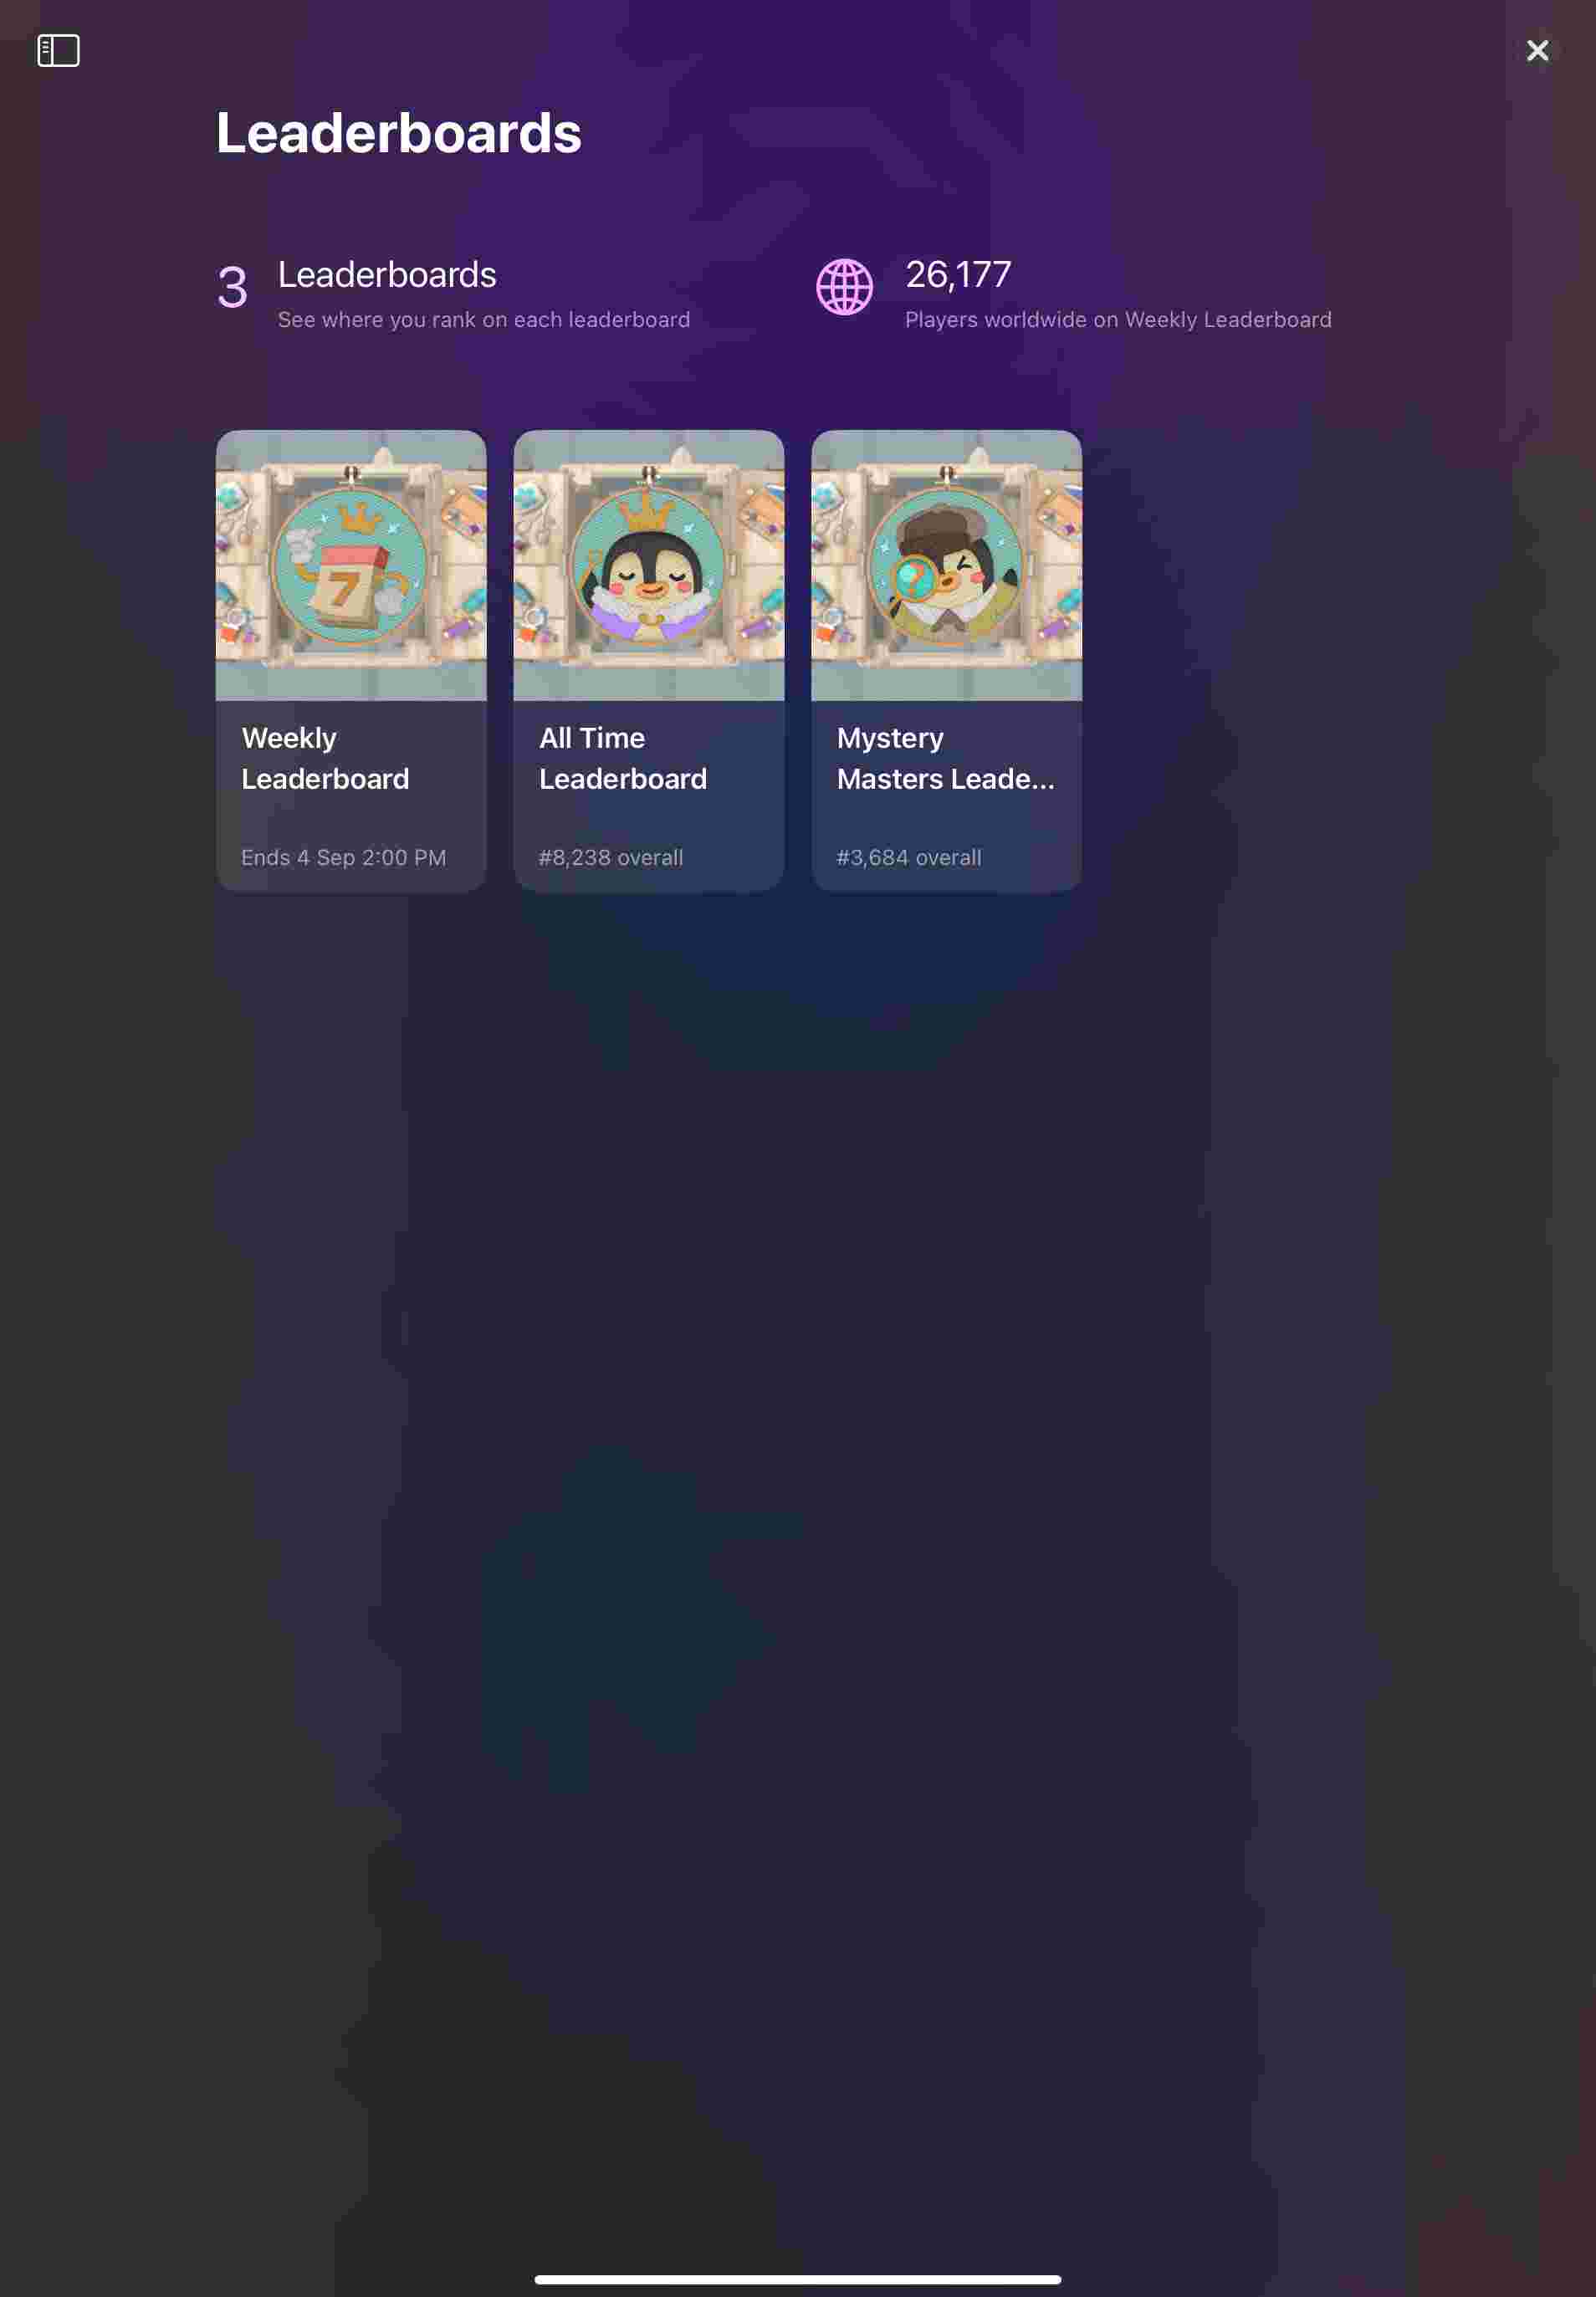 Leaderboards
3
Leaderboards
See where you rank on each leaderboard
26,177
Players worldwide on Weekly Leaderboard
7
Weekly
Leaderboard
Ends 4 Sep 2:00 PM
All Time
Leaderboard
#8,238 overall
?
Mystery
Masters Leade...
#3,684 overall